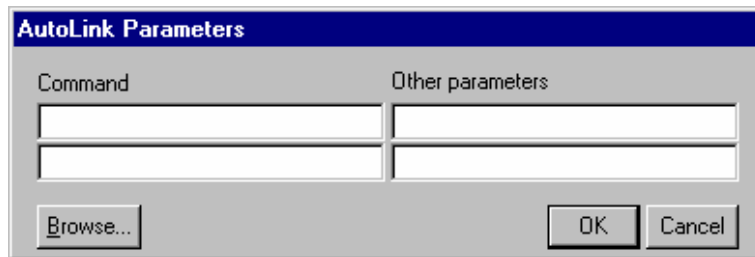 AutoLink Parameters
Command Other parameters
Browse... OK Cancel